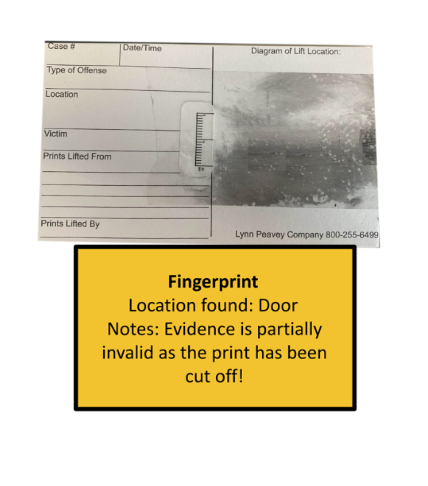 Case #
Date/Time
Diagram of Lift Location:
Type of Offense
Location
Victim
Prints Lifted From
Prints Lifted By
Lynn Peavey Company 800-255-6499
Fingerprint
Location found: Door
Notes: Evidence is partially
invalid as the print has been
cut off!